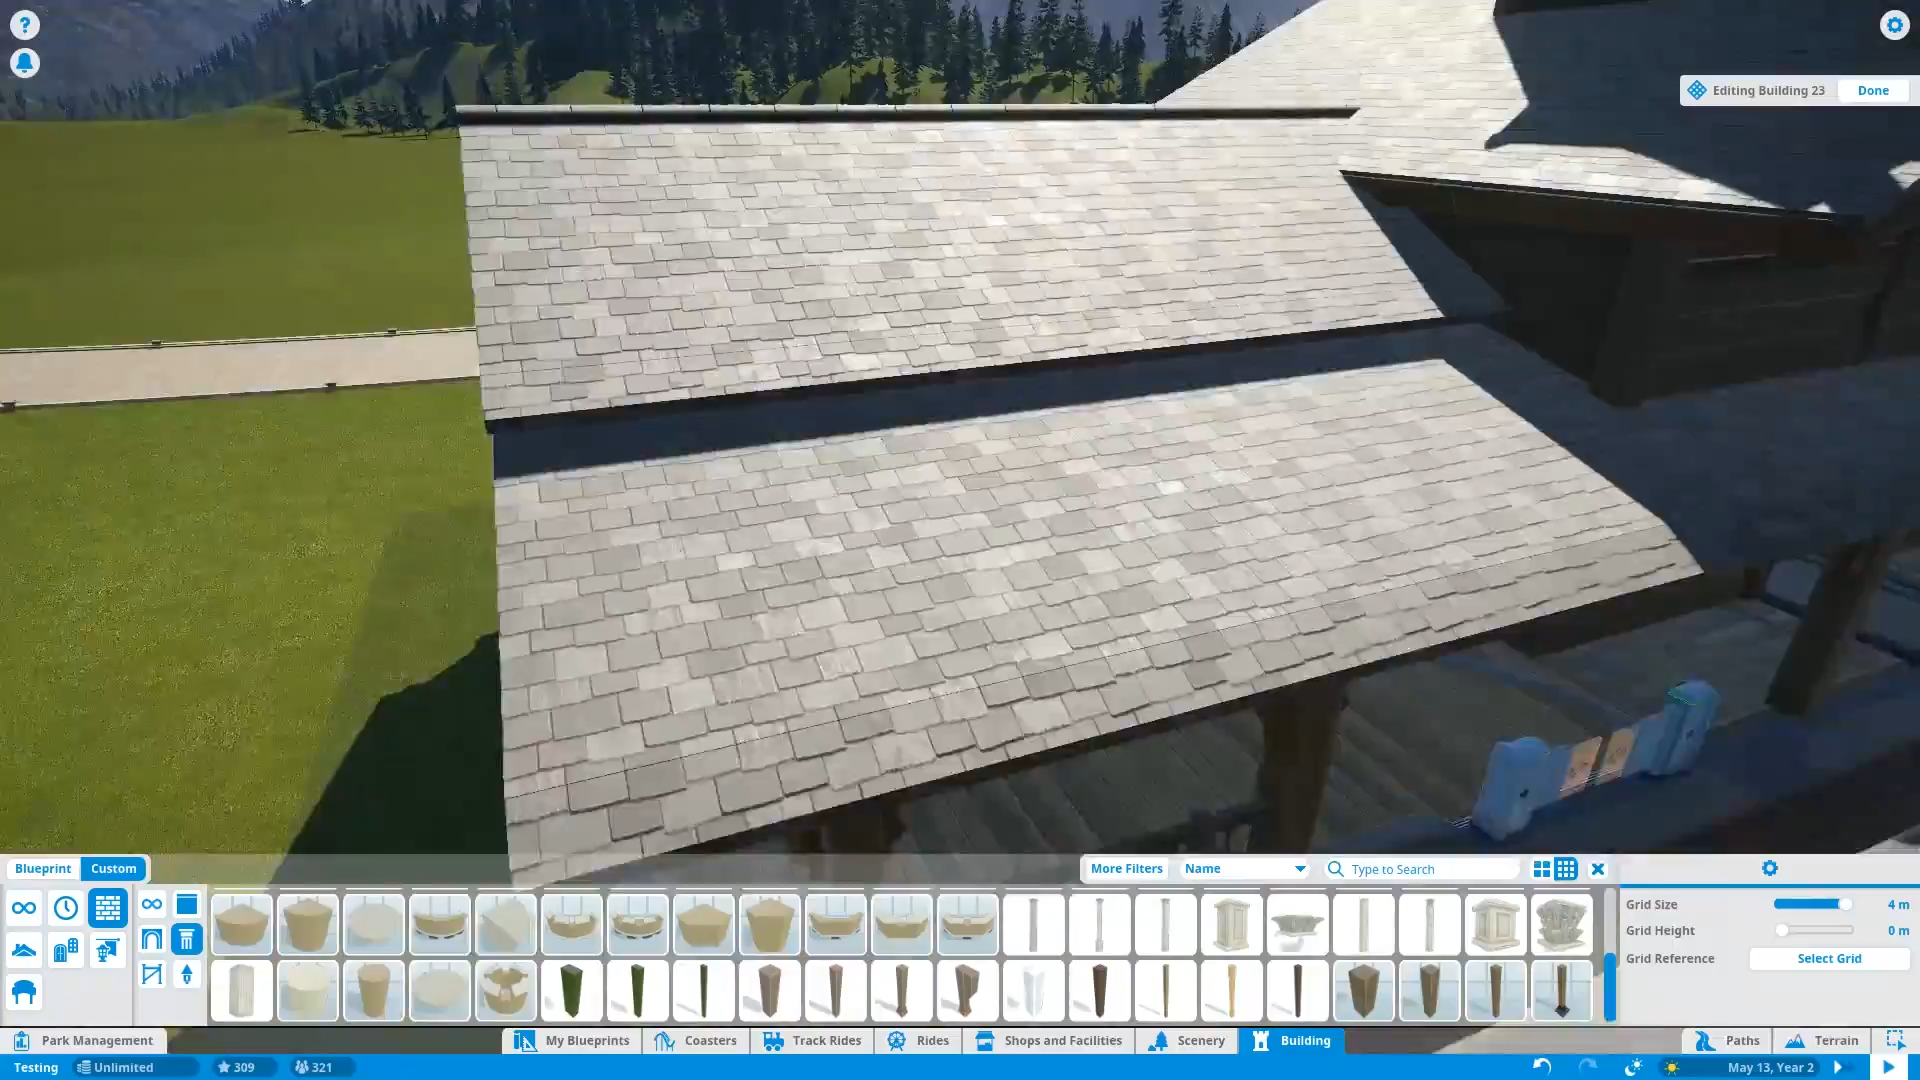 ?
Editing Building 23 Done
Blueprint Custom
More Filters Name Type to Search
Grid Size 4 m
Grid Height 0 m
Grid Reference Select Grid
Park Management My Blueprints Coasters Track Rides Rides Shops and Facilities Scenery Building Paths Terrain
Testing Unlimited 309 321 May 13, Year 2